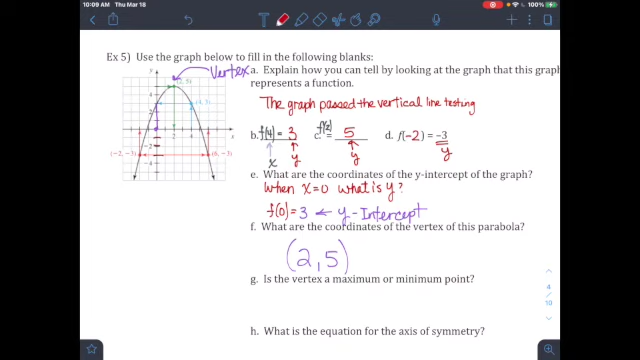 10:09 AM Thu Mar 18
Ex 5) Use the graph below to fill in the following blanks:
Vertex
y
(2, 5)
(4, 3)
(-2, -3)
(6, -3)
x
a. Explain how you can tell by looking at the graph that this graph
represents a function.
The graph passed the vertical line testing
b. f(4) = 3 c. f(2) = 5 d. f(-2) = -3
x y y y
e. What are the coordinates of the y-intercept of the graph?
When x=0 what is y?
f(0) = 3 ← y-Intercept
f. What are the coordinates of the vertex of this parabola?
(2, 5)
g. Is the vertex a maximum or minimum point?
h. What is the equation for the axis of symmetry?
4
/
10